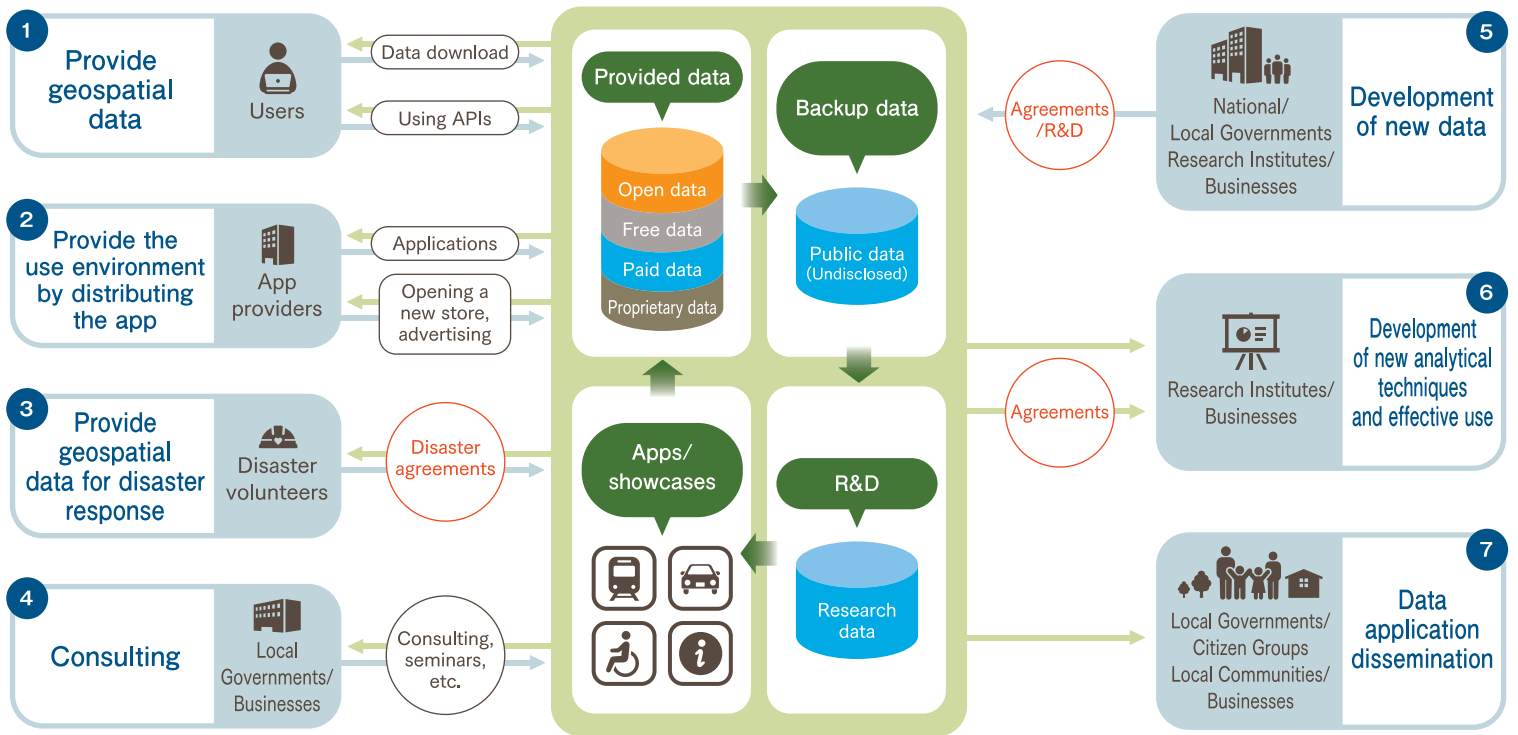 1
Provide
geospatial
data
Users
Data download
Using APIs
2
Provide the
use environment
by distributing
the app
App
providers
Applications
Opening a
new store,
advertising
3
Provide
geospatial
data for disaster
response
Disaster
volunteers
Disaster
agreements
4
Consulting
Local
Governments/
Businesses
Consulting,
seminars,
etc.
Provided data
Open data
Free data
Paid data
Proprietary data
Backup data
Public data
(Undisclosed)
Apps/
showcases
i
R&D
Research
data
Agreements
/R&D
National/
Local Governments
Research Institutes/
Businesses
5
Development
of new data
Agreements
Research Institutes/
Businesses
6
Development
of new analytical
techniques
and effective use
Local Governments/
Citizen Groups
Local Communities/
Businesses
7
Data
application
dissemination